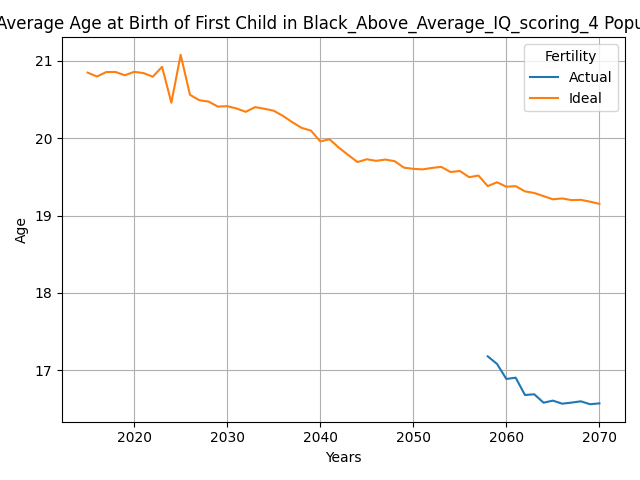 Average Age at Birth of First Child in Black_Above_Average_IQ_scoring_4
Fertility
Actual
Ideal
21
20
19
18
17
Age
2020 2030 2040 2050 2060 2070
Years